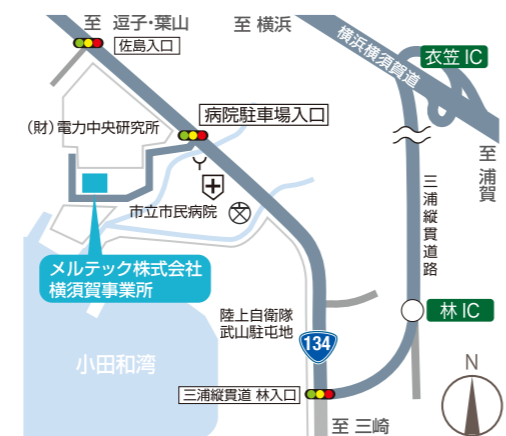 至 逗子・葉山
至 横浜
佐島入口
横浜横須賀道
衣笠 IC
病院駐車場入口
(財)電力中央研究所
至 浦賀
市立市民病院
三浦縦貫道路
メルテック株式会社
横須賀事業所
陸上自衛隊
武山駐屯地
林 IC
134
小田和湾
N
三浦縦貫道 林入口
至 三崎